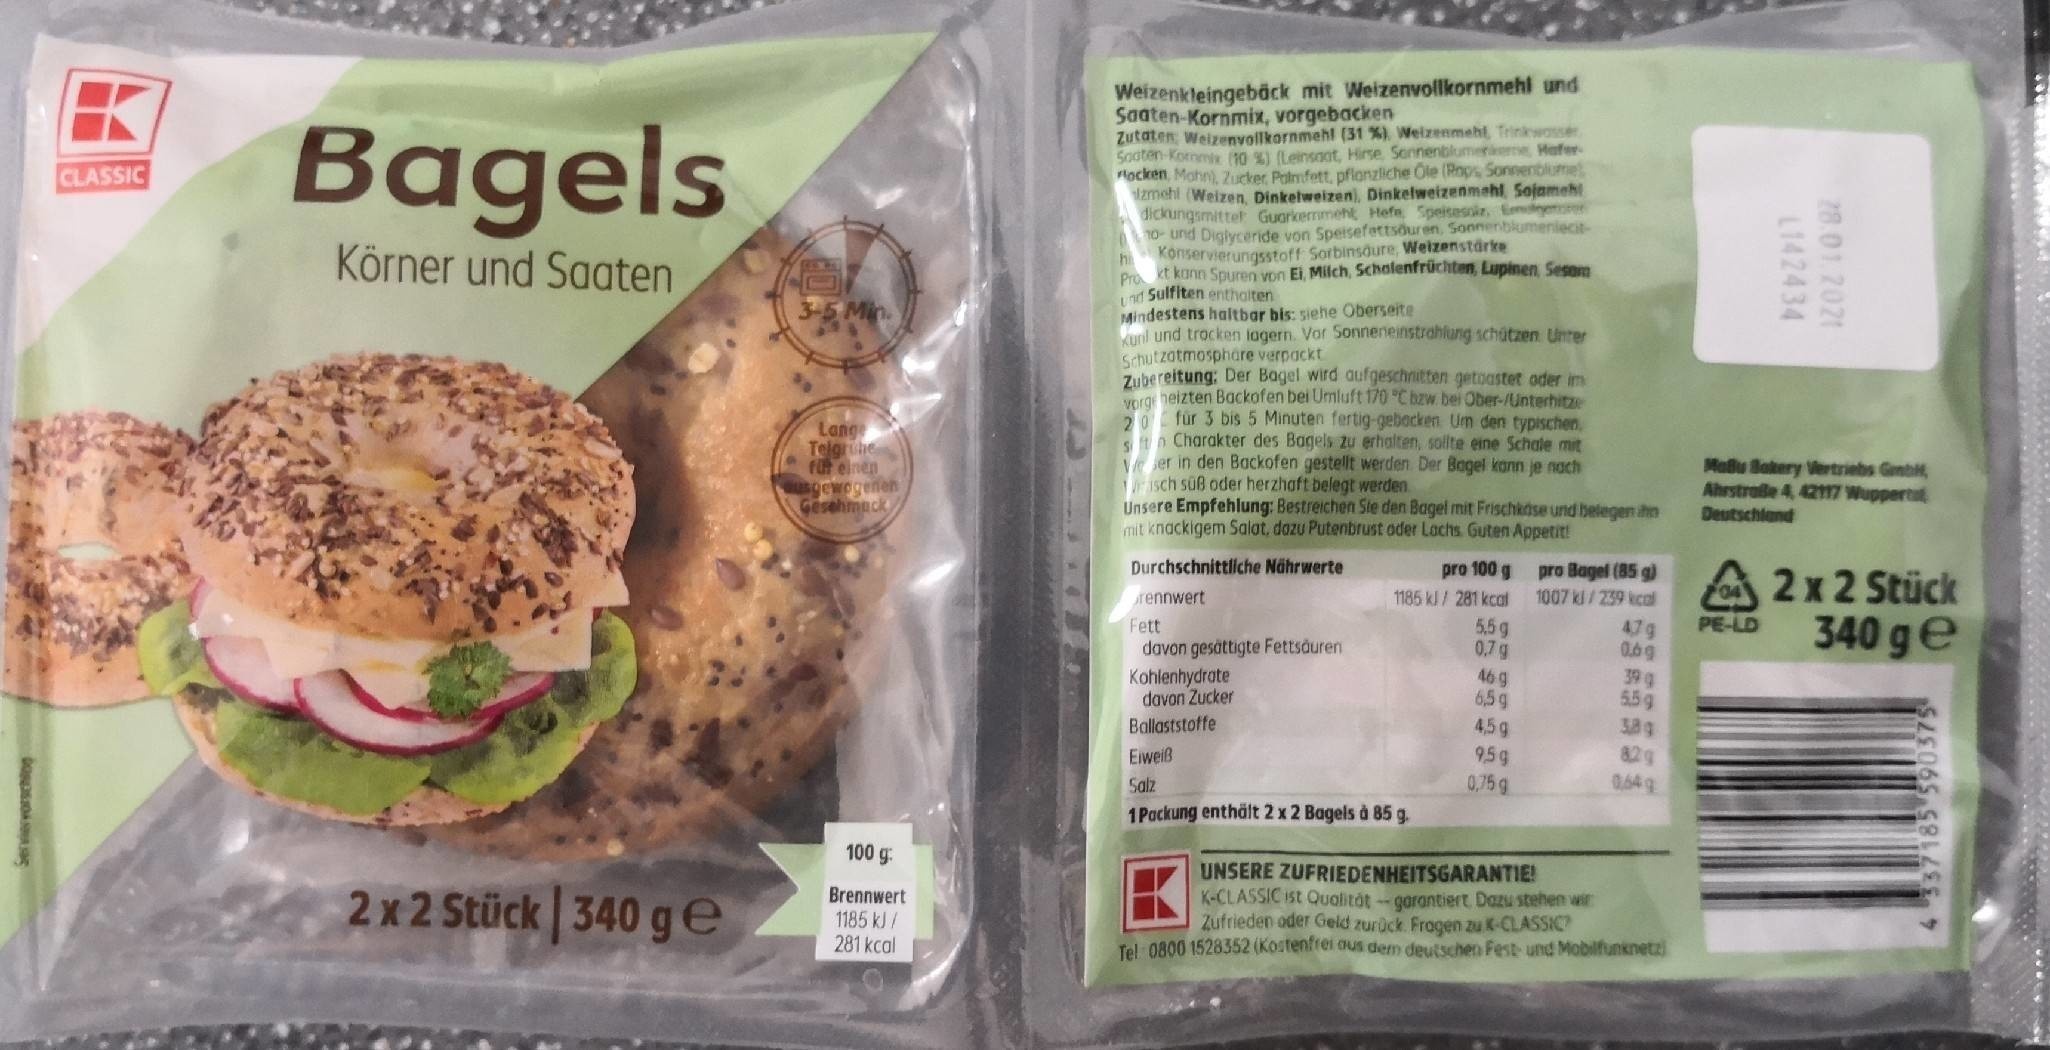 K
CLASSIC
Bagels
Körner und Saaten
3-5 Min.
Lange
Teigruhe
für einen
ausgewogenen
Geschmack
Serviervorschlag
100 g:
Brennwert
1185 kJ /
281 kcal
2 x 2 Stück | 340 g e
Weizenkleingebäck mit Weizenvollkornmehl und
Saaten-Kornmix, vorgebacken
Zutaten: Weizenvollkornmehl (31 %), Weizenmehl, Trinkwasser,
Saaten-Kornmix (10 %) (Leinsaat, Hirse, Sonnenblumenkerne, Hafer-
flocken, Mohn), Zucker, Palmfett, pflanzliche Öle (Raps, Sonnenblume),
lzmehl (Weizen, Dinkelweizen), Dinkelweizenmehl, Sojamehl,
dickungsmittel: Guarkernmehl; Hefe, Speisesalz, Emulgatoren
no- und Diglyceride von Speisefettsäuren, Sonnenblumenlecit-
Konservierungsstoff: Sorbinsäure; Weizenstärke
kt kann Spuren von Ei, Milch, Schalenfrüchten, Lupinen, Sesam
und Sulfiten enthalten
Mindestens haltbar bis: siehe Oberseite
Kühl und trocken lagern. Vor Sonneneinstrahlung schützen. Unter
Schutzatmosphäre verpackt.
Zubereitung: Der Bagel wird aufgeschnitten getoastet oder im
vorgeheizten Backofen bei Umluft 170 °C bzw. bei Ober-/Unterhitze
für 3 bis 5 Minuten fertig-gebacken. Um den typischen,
Charakter des Bagels zu erhalten, sollte eine Schale mit
Wasser in den Backofen gestellt werden. Der Bagel kann je nach
süß oder herzhaft belegt werden.
Unsere Empfehlung: Bestreichen Sie den Bagel mit Frischkäse und belegen ihn
mit knackigem Salat, dazu Putenbrust oder Lachs. Guten Appetit!
Durchschnittliche Nährwerte pro 100 g pro Bagel (85 g)
rennwert 1185 kJ / 281 kcal 1007 kJ / 239 kcal
Fett 5,5 g 4,7 g
davon gesättigte Fettsäuren 0,7 g 0,6 g
Kohlenhydrate 46 g 39 g
davon Zucker 6,5 g 5,5 g
Ballaststoffe 4,5 g 3,8 g
Eiweiß 9,5 g 8,2 g
Salz 0,75 g 0,64 g
1 Packung enthält 2 x 2 Bagels à 85 g.
K
UNSERE ZUFRIEDENHEITSGARANTIE!
K-CLASSIC ist Qualität -- garantiert. Dazu stehen wir:
Zufrieden oder Geld zurück. Fragen zu K-CLASSIC?
Tel.: 0800 1528352 (Kostenfrei aus dem deutschen Fest- und Mobilfunknetz)
28.01.2021
L142434
MaBu Bakery Vertriebs GmbH,
Ahrstraße 4, 42117 Wuppertal,
Deutschland
04
PE-LD
2 x 2 Stück
340 g e
4 337185 590375